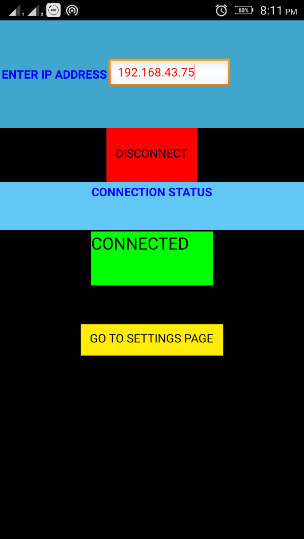 8:11 PM
ENTER IP ADDRESS 192.168.43.75
DISCONNECT
CONNECTION STATUS
CONNECTED
GO TO SETTINGS PAGE